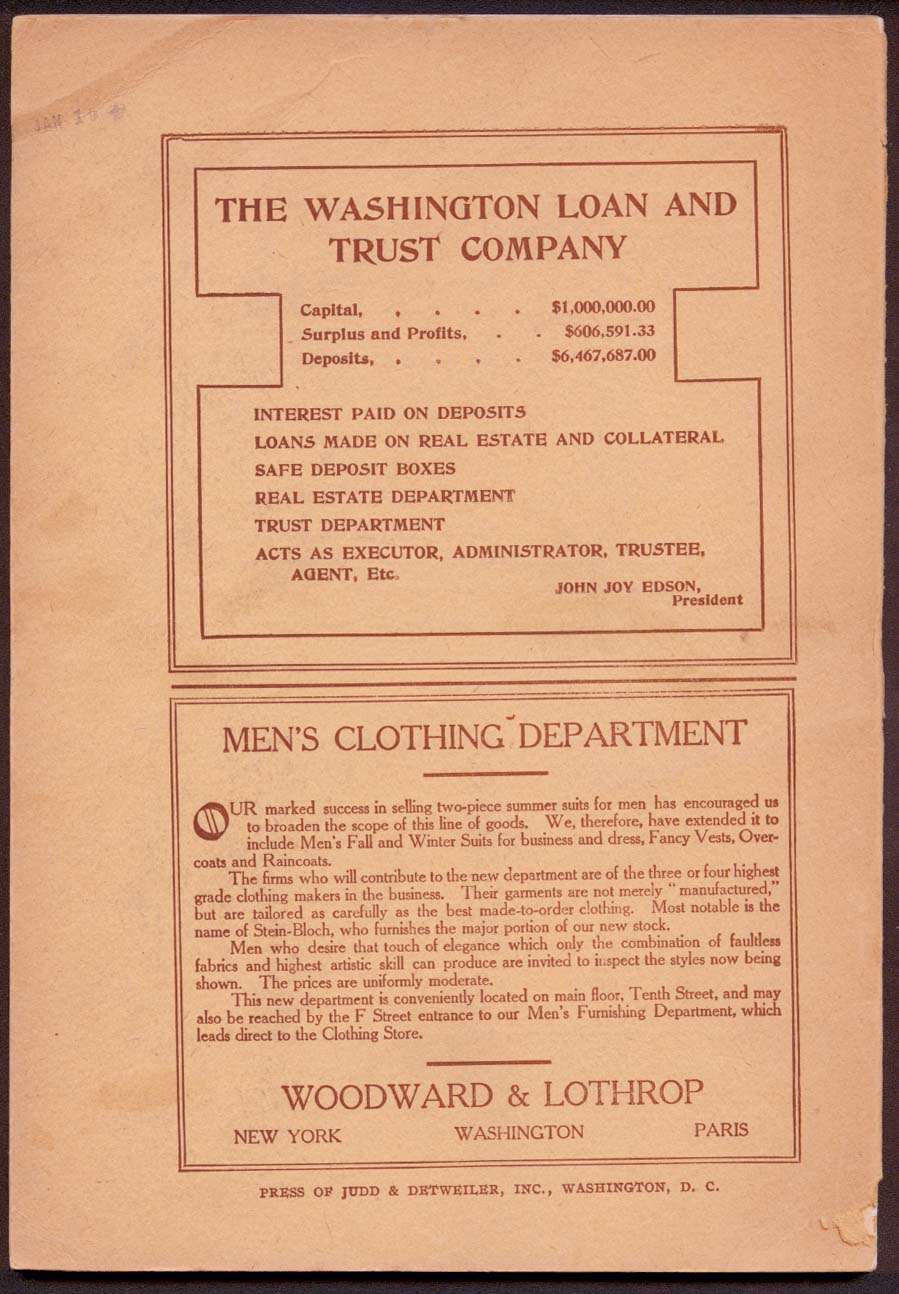 JAN 19
THE WASHINGTON LOAN AND
TRUST COMPANY
Capital, . . . . $1,000,000.00
Surplus and Profits, . . $606,591.33
Deposits, . . . . $6,467,687.00
INTEREST PAID ON DEPOSITS
LOANS MADE ON REAL ESTATE AND COLLATERAL
SAFE DEPOSIT BOXES
REAL ESTATE DEPARTMENT
TRUST DEPARTMENT
ACTS AS EXECUTOR, ADMINISTRATOR, TRUSTEE,
AGENT, Etc.
JOHN JOY EDSON,
President
MEN'S CLOTHING DEPARTMENT
OUR marked success in selling two-piece summer suits for men has encouraged us
to broaden the scope of this line of goods. We, therefore, have extended it to
include Men's Fall and Winter Suits for business and dress, Fancy Vests, Over-
coats and Raincoats.
The firms who will contribute to the new department are of the three or four highest
grade clothing makers in the business. Their garments are not merely "manufactured,"
but are tailored as carefully as the best made-to-order clothing. Most notable is the
name of Stein-Bloch, who furnishes the major portion of our new stock.
Men who desire that touch of elegance which only the combination of faultless
fabrics and highest artistic skill can produce are invited to inspect the styles now being
shown. The prices are uniformly moderate.
This new department is conveniently located on main floor, Tenth Street, and may
also be reached by the F Street entrance to our Men's Furnishing Department, which
leads direct to the Clothing Store.
WOODWARD & LOTHROP
NEW YORK WASHINGTON PARIS
PRESS OF JUDD & DETWEILER, INC., WASHINGTON, D. C.